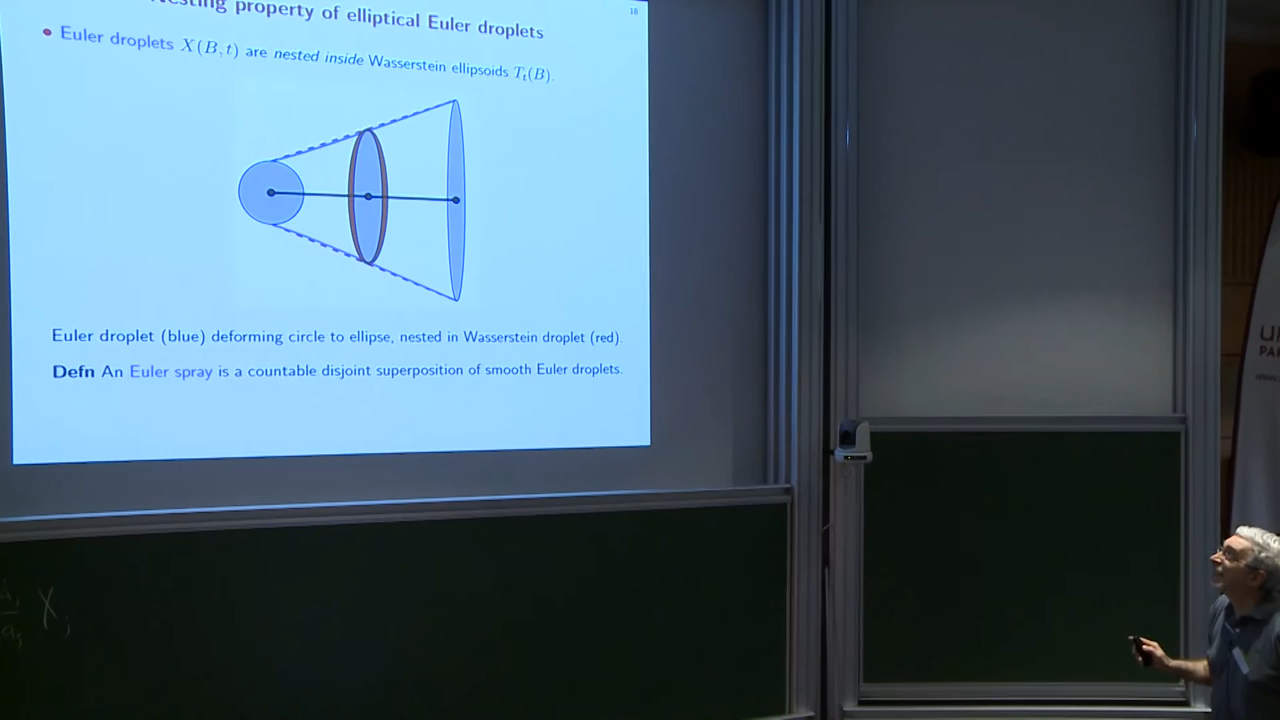 property of elliptical Euler droplets
16
• Euler droplets X(B, t) are nested inside Wasserstein ellipsoids T_t(B).
Euler droplet (blue) deforming circle to ellipse, nested in Wasserstein droplet (red).
Defn An Euler spray is a countable disjoint superposition of smooth Euler droplets.